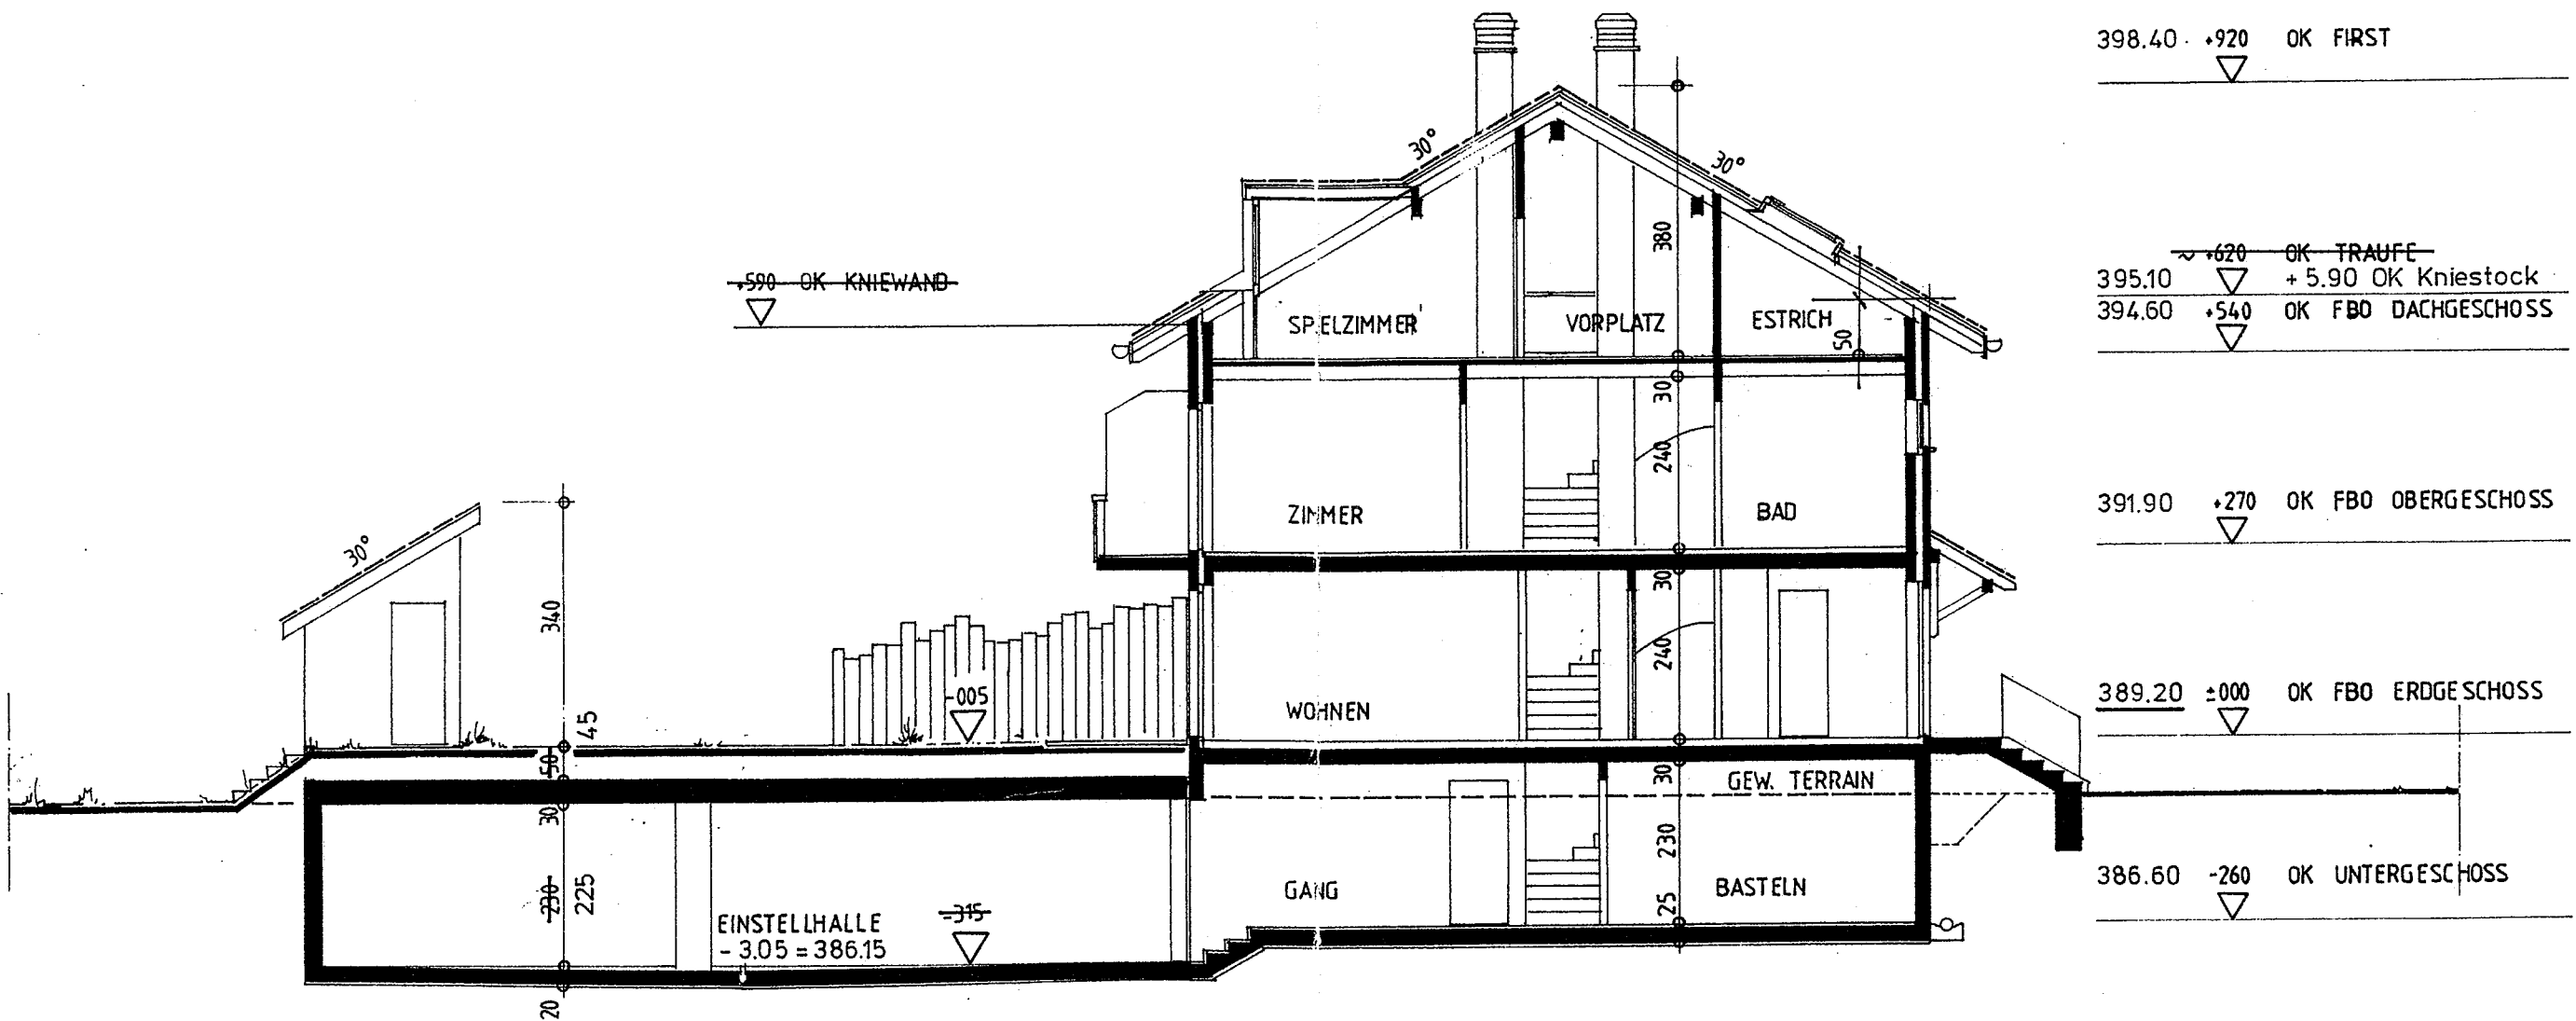 398.40 +920 OK FIRST
30°
30°
380
~ +620 OK TRAUFE
+590 OK KNIEWAND
395.10 + 5.90 OK Kniestock
394.60 +540 OK FBO DACHGESCHOSS
SPIELZIMMER
VORPLATZ
ESTRICH
50
30
240
391.90 +270 OK FBO OBERGESCHOSS
ZIMMER
BAD
30°
30
340
240
389.20 ±000 OK FBO ERDGESCHOSS
-005
WOHNEN
45
50
30
GEW. TERRAIN
30
230
386.60 -260 OK UNTERGESCHOSS
230
225
GANG
BASTELN
25
EINSTELLHALLE -315
- 3.05 = 386.15
20